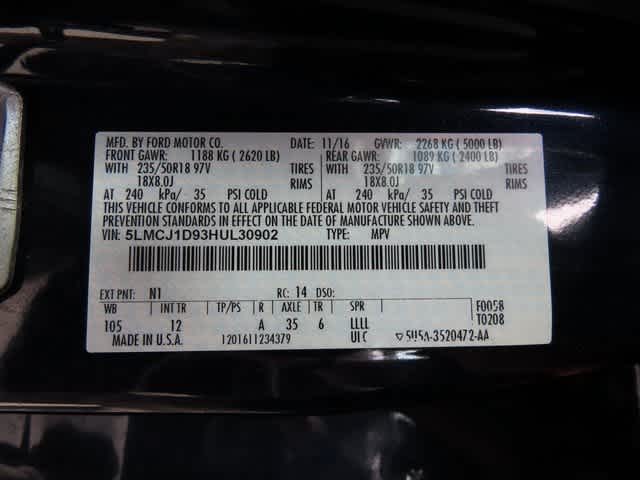 MFD. BY FORD MOTOR CO. DATE: 11/16 GVWR: 2268 KG ( 5000 LB)
FRONT GAWR: 1188 KG ( 2620 LB) REAR GAWR: 1089 KG ( 2400 LB)
WITH 235/50R18 97V TIRES WITH 235/50R18 97V TIRES
18X8.0J RIMS 18X8.0J RIMS
AT 240 kPa/ 35 PSI COLD AT 240 kPa/ 35 PSI COLD
THIS VEHICLE CONFORMS TO ALL APPLICABLE FEDERAL MOTOR VEHICLE SAFETY AND THEFT
PREVENTION STANDARDS IN EFFECT ON THE DATE OF MANUFACTURE SHOWN ABOVE.
VIN: 5LMCJ1D93HUL30902 TYPE: MPV
EXT PNT: N1 RC: 14 DSO:
WB INT TR TP/PS R AXLE TR SPR F0058
105 12 A 35 6 LLLL T0208
MADE IN U.S.A. 1201611234379 ULC 5U5A-3520472-AA